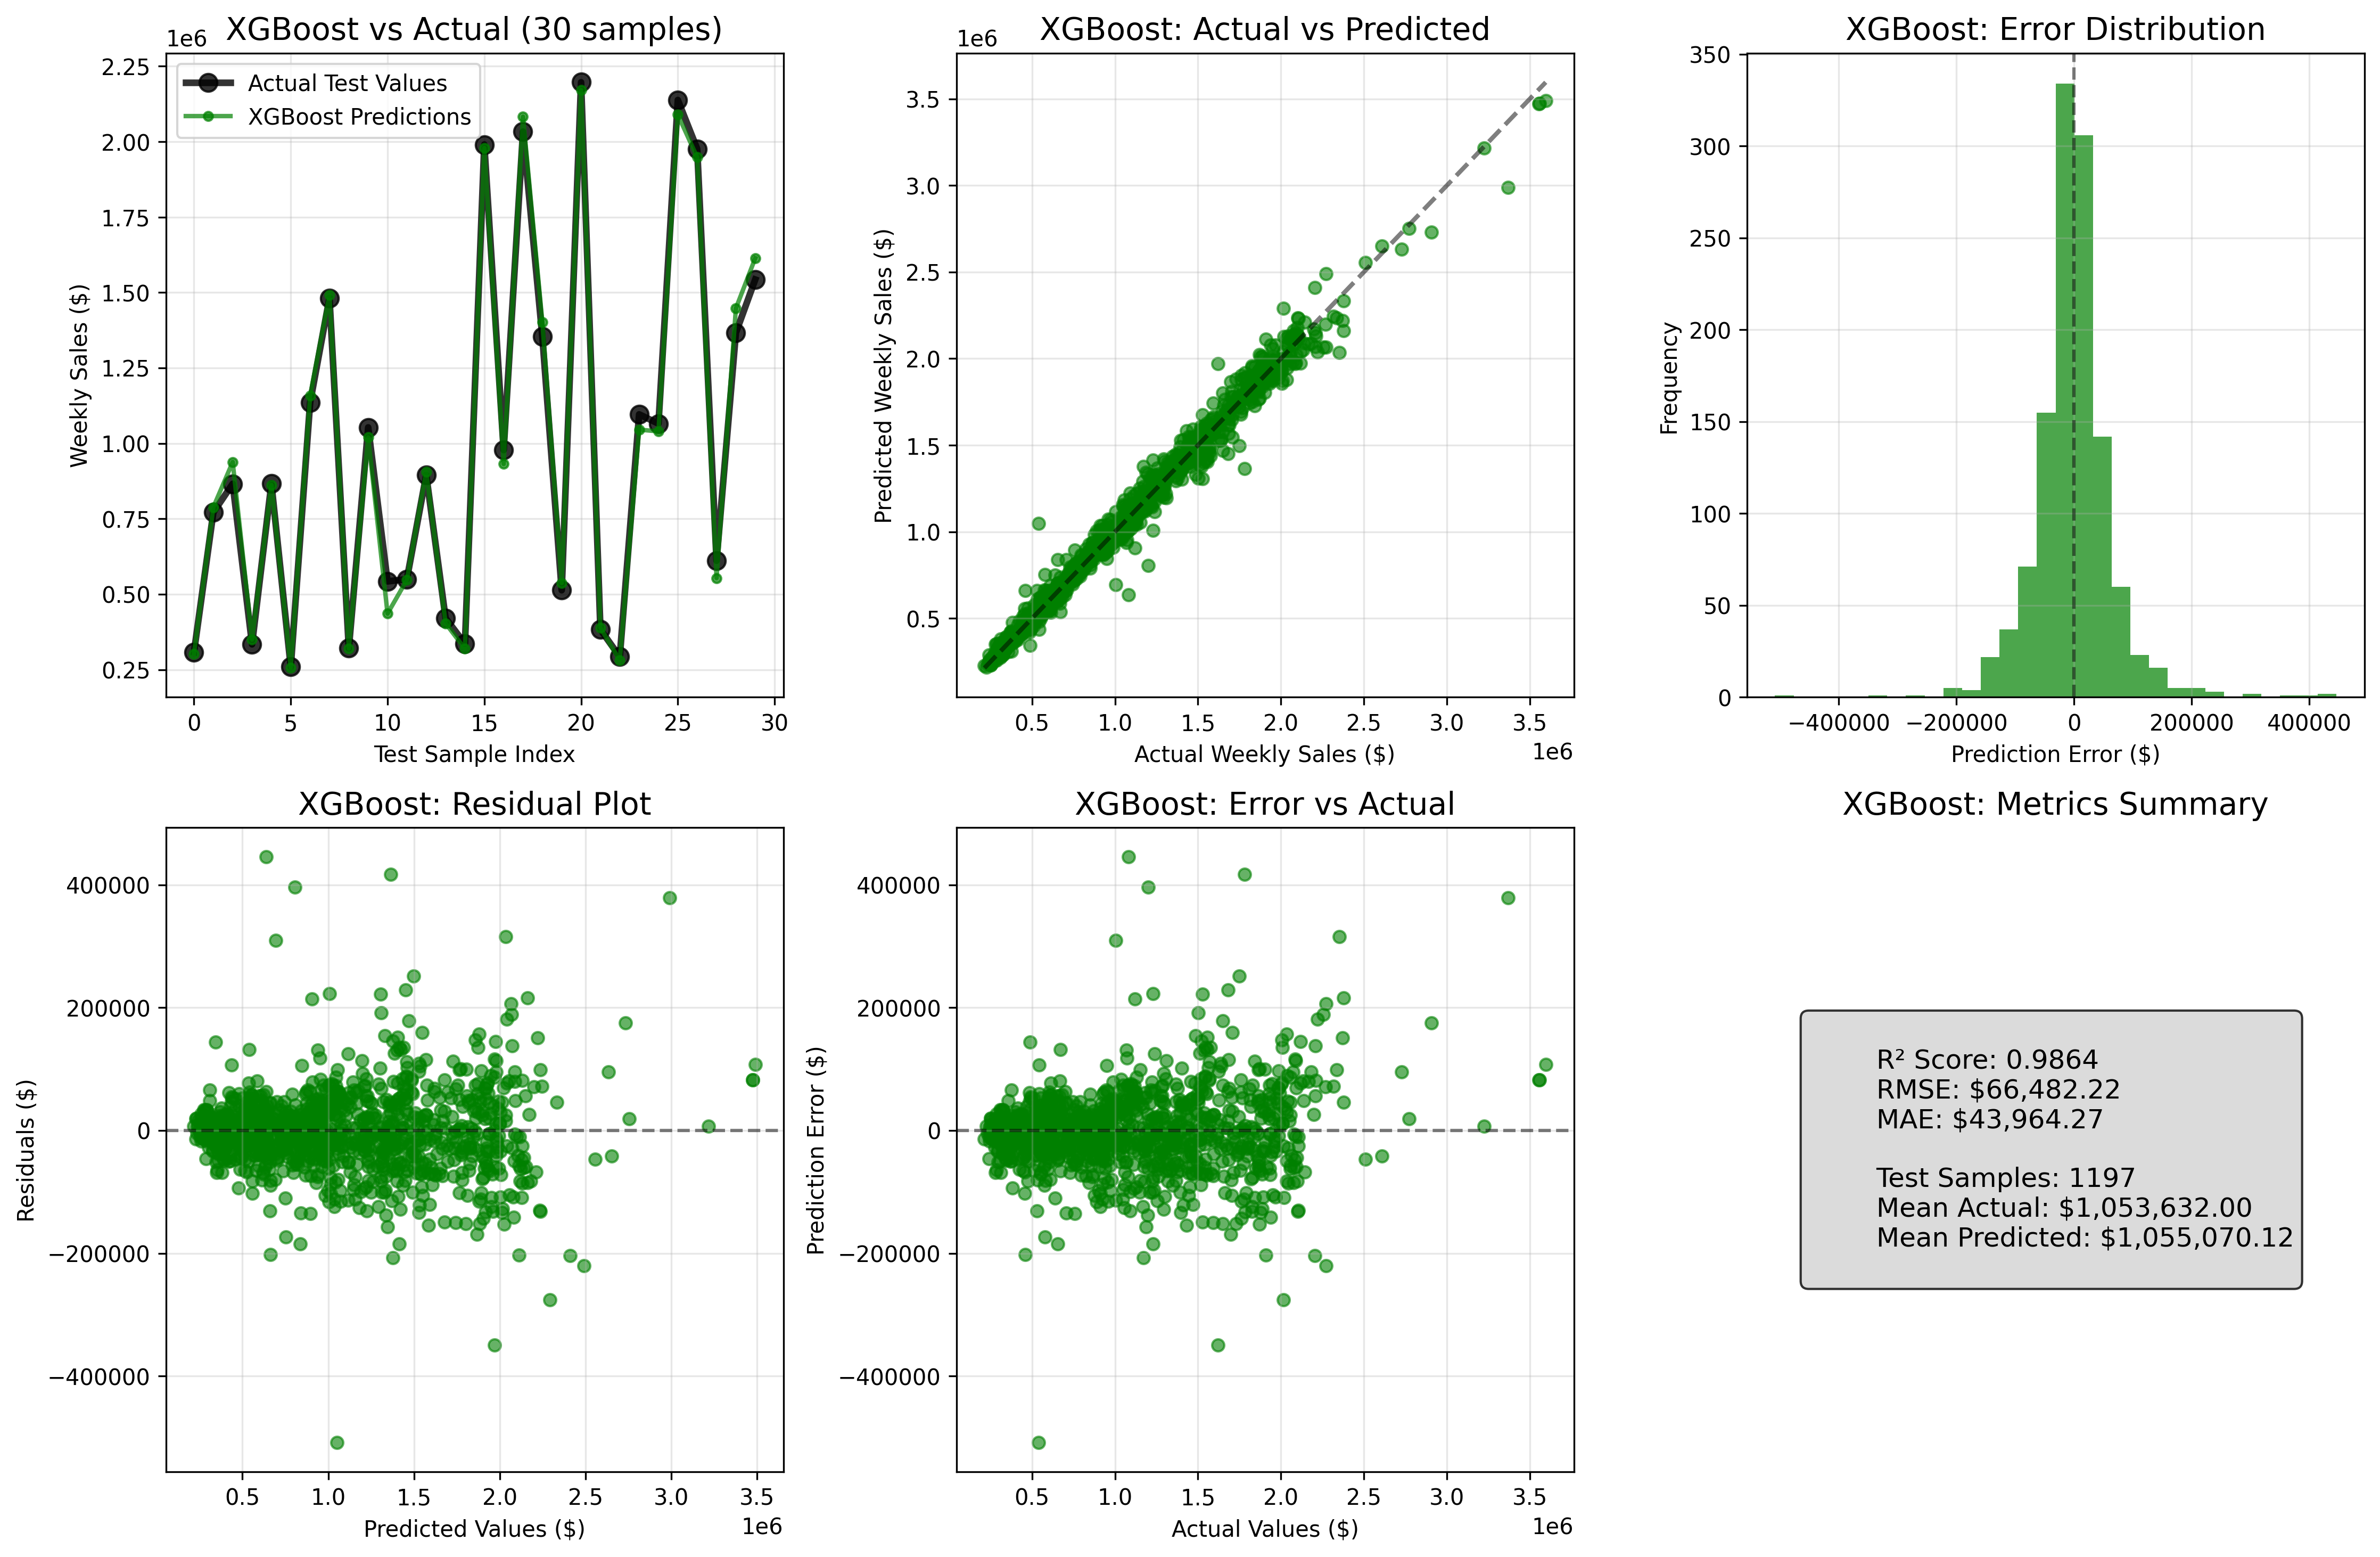 XGBoost vs Actual (30 samples)
1e6
Actual Test Values
XGBoost Predictions
2.25
2.00
1.75
1.50
1.25
1.00
0.75
0.50
0.25
Weekly Sales ($)
0 5 10 15 20 25 30
Test Sample Index
XGBoost: Actual vs Predicted
1e6
3.5
3.0
2.5
2.0
1.5
1.0
0.5
Predicted Weekly Sales ($)
0.5 1.0 1.5 2.0 2.5 3.0 3.5
1e6
Actual Weekly Sales ($)
XGBoost: Error Distribution
350
300
250
200
150
100
50
0
Frequency
−400000 −200000 0 200000 400000
Prediction Error ($)
XGBoost: Residual Plot
400000
200000
0
−200000
−400000
Residuals ($)
0.5 1.0 1.5 2.0 2.5 3.0 3.5
1e6
Predicted Values ($)
XGBoost: Error vs Actual
400000
200000
0
−200000
−400000
Prediction Error ($)
0.5 1.0 1.5 2.0 2.5 3.0 3.5
1e6
Actual Values ($)
XGBoost: Metrics Summary
R² Score: 0.9864
RMSE: $66,482.22
MAE: $43,964.27
Test Samples: 1197
Mean Actual: $1,053,632.00
Mean Predicted: $1,055,070.12